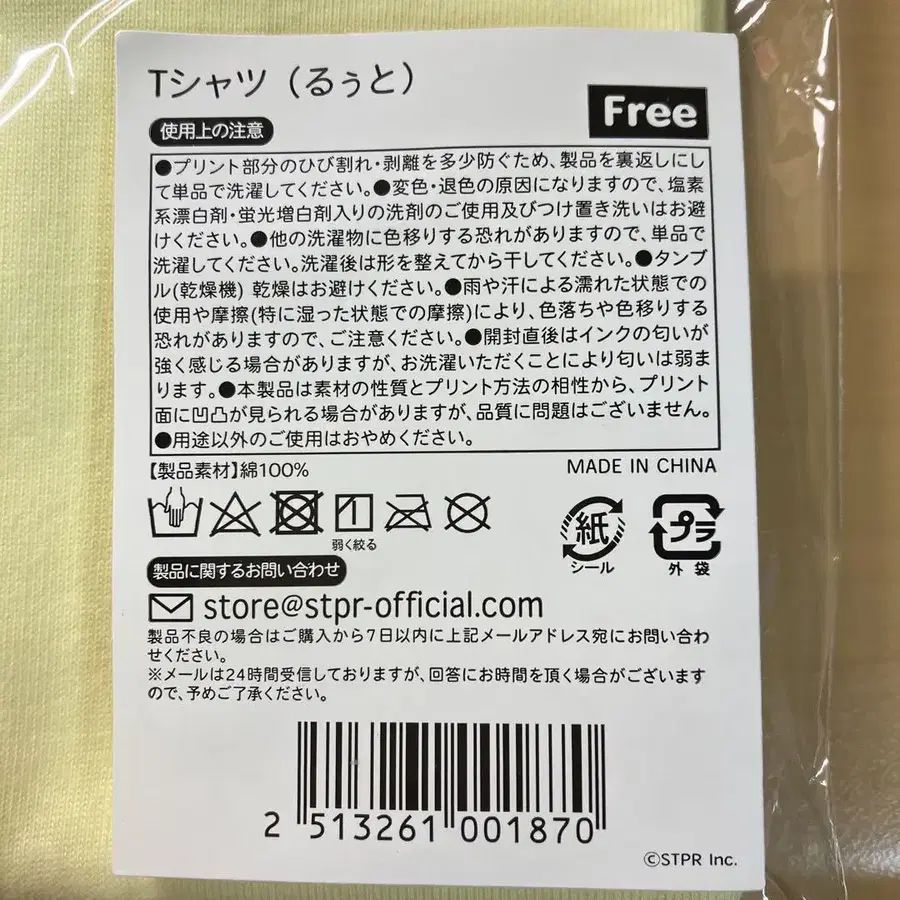 Tシャツ（るぅと）
Free
使用上の注意
●プリント部分のひび割れ・剥離を多少防ぐため、製品を裏返しにし
て単品で洗濯してください。●変色・退色の原因になりますので、塩素
系漂白剤・蛍光増白剤入りの洗剤のご使用及びつけ置き洗いはお避
けください。●他の洗濯物に色移りする恐れがありますので、単品で
洗濯してください。洗濯後は形を整えてから干してください。●タンブ
ル(乾燥機) 乾燥はお避けください。●雨や汗による濡れた状態での
使用や摩擦(特に湿った状態での摩擦)により、色落ちや色移りする
恐れがありますので、ご注意ください。●開封直後はインクの匂いが
強く感じる場合がありますが、お洗濯いただくことにより匂いは弱ま
ります。●本製品は素材の性質とプリント方法の相性から、プリント
面に凹凸が見られる場合がありますが、品質に問題はございません。
●用途以外のご使用はおやめください。
【製品素材】綿100%
MADE IN CHINA
弱く絞る
紙
シール
プラ
外袋
製品に関するお問い合わせ
store@stpr-official.com
製品不良の場合はご購入から7日以内に上記メールアドレス宛にお問い合わ
せください。
※メールは24時間受信しておりますが、回答にお時間を頂く場合がございます
ので、予めご了承ください。
2 513261 001870
©STPR Inc.